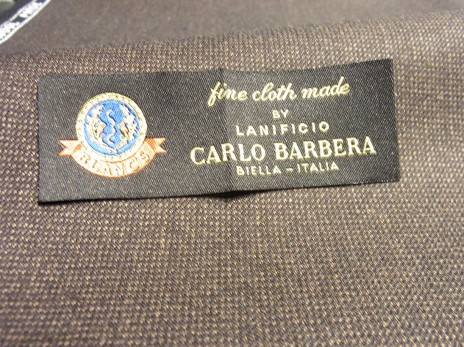 fine cloth made
BY
LANIFICIO
CARLO BARBERA
BIELLA - ITALIA